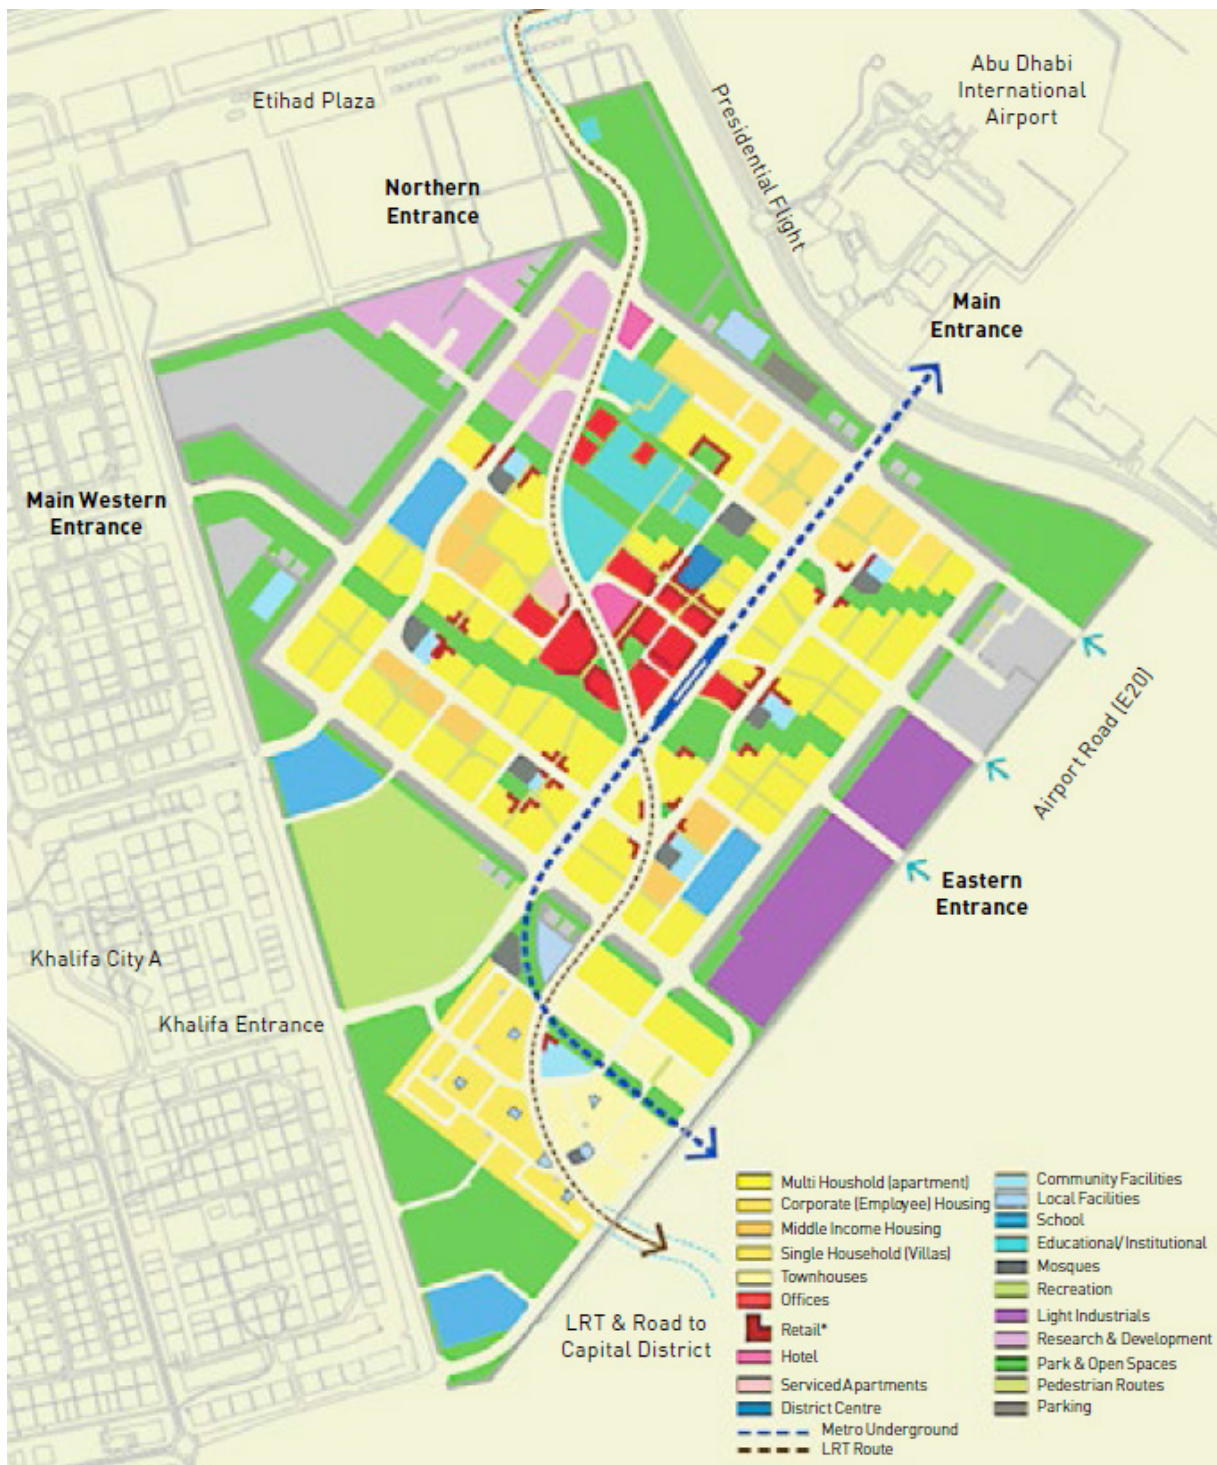 Etihad Plaza
Abu Dhabi
International
Airport
Presidential Flight
Northern
Entrance
Main
Entrance
Main Western
Entrance
Airport Road (E20)
Eastern
Entrance
Khalifa City A
Khalifa Entrance
LRT & Road to
Capital District
Multi Houshold (apartment)
Corporate (Employee) Housing
Middle Income Housing
Single Household (Villas)
Townhouses
Offices
Retail*
Hotel
Serviced Apartments
District Centre
Metro Underground
LRT Route
Community Facilities
Local Facilities
School
Educational/Institutional
Mosques
Recreation
Light Industrials
Research & Development
Park & Open Spaces
Pedestrian Routes
Parking